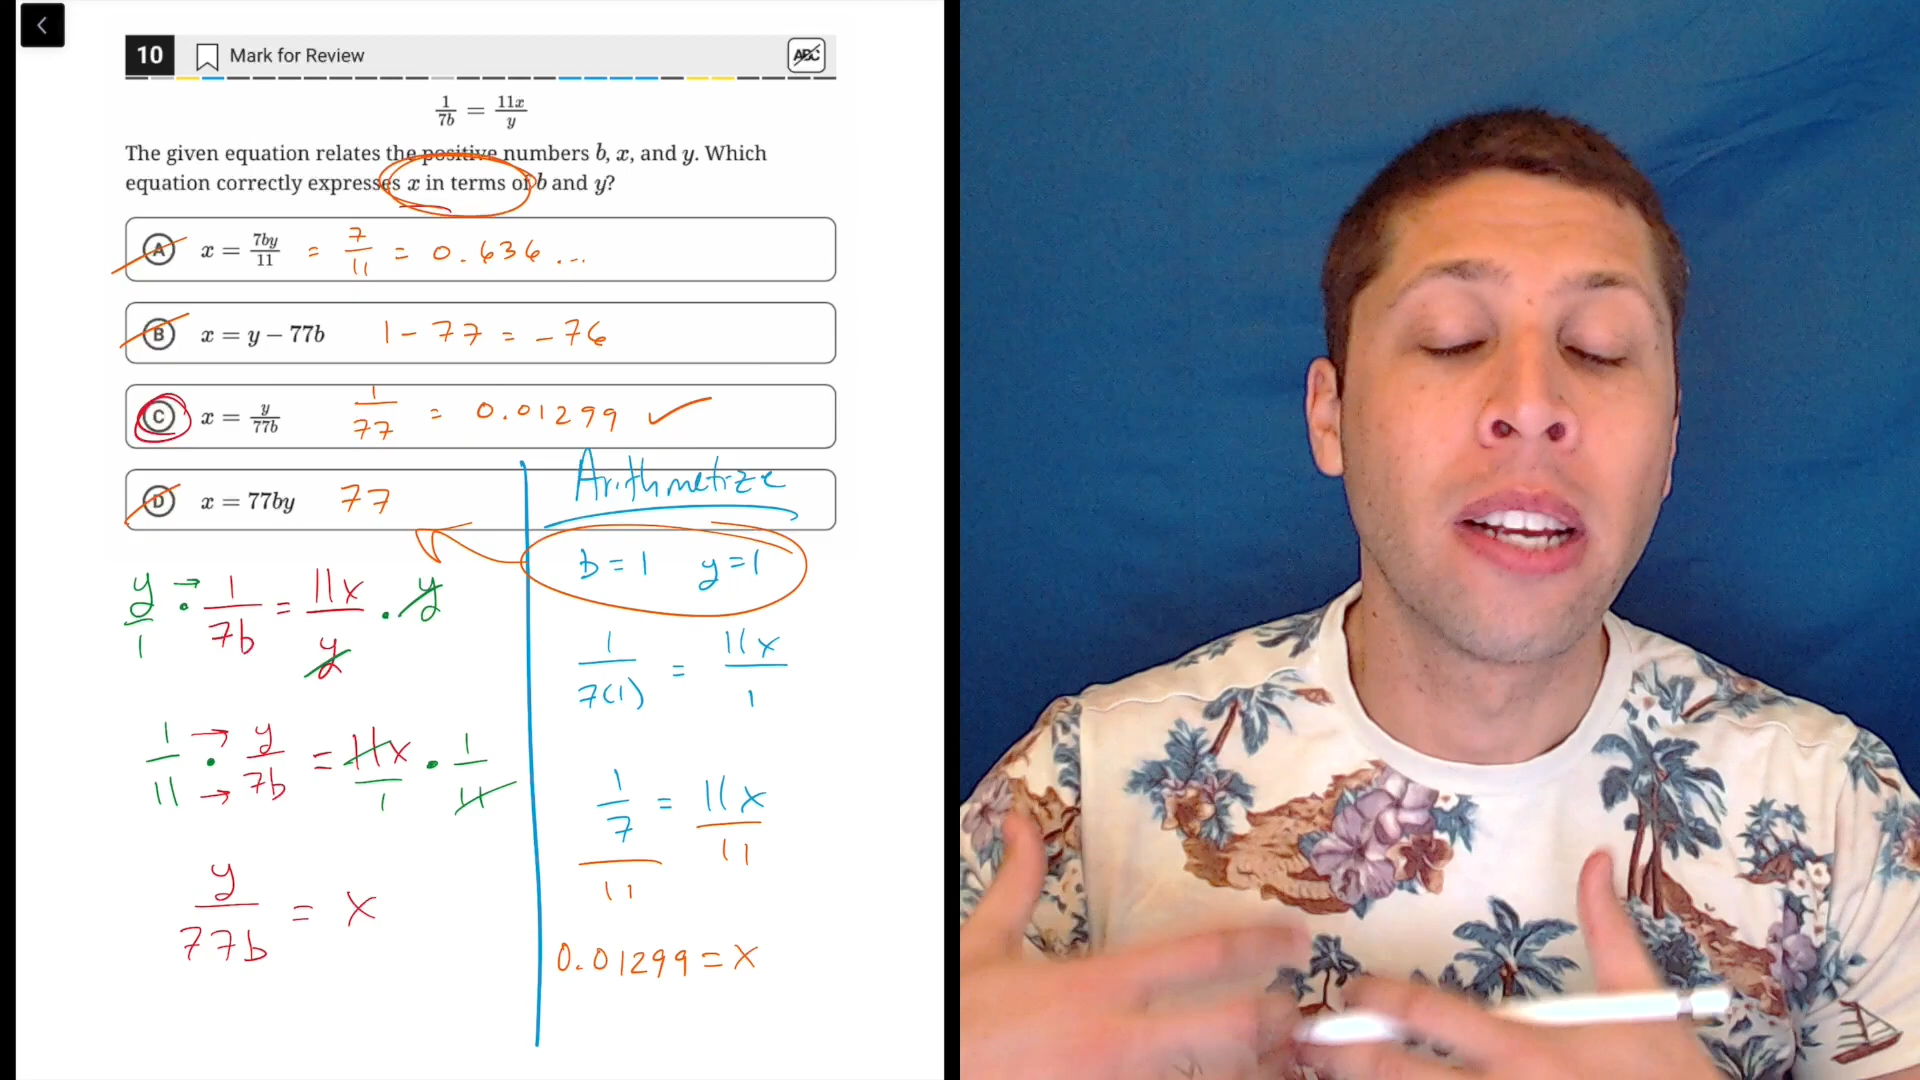 10 Mark for Review ABC
1/7b = 11x/y
The given equation relates the positive numbers b, x, and y. Which
equation correctly expresses x in terms of b and y?
A x = 7by/11 = 7/11 = 0.636...
B x = y − 77b 1 - 77 = -76
C x = y/77b 1/77 = 0.01299 ✓
D x = 77by 77
Arithmetize
b = 1 y = 1
y/1 · 1/7b = 11x/y · y
1/7(1) = 11x/1
1/11 · y/7b = 11x/1 · 1/11
1/7/11 = 11x/11
y/77b = x
0.01299 = x